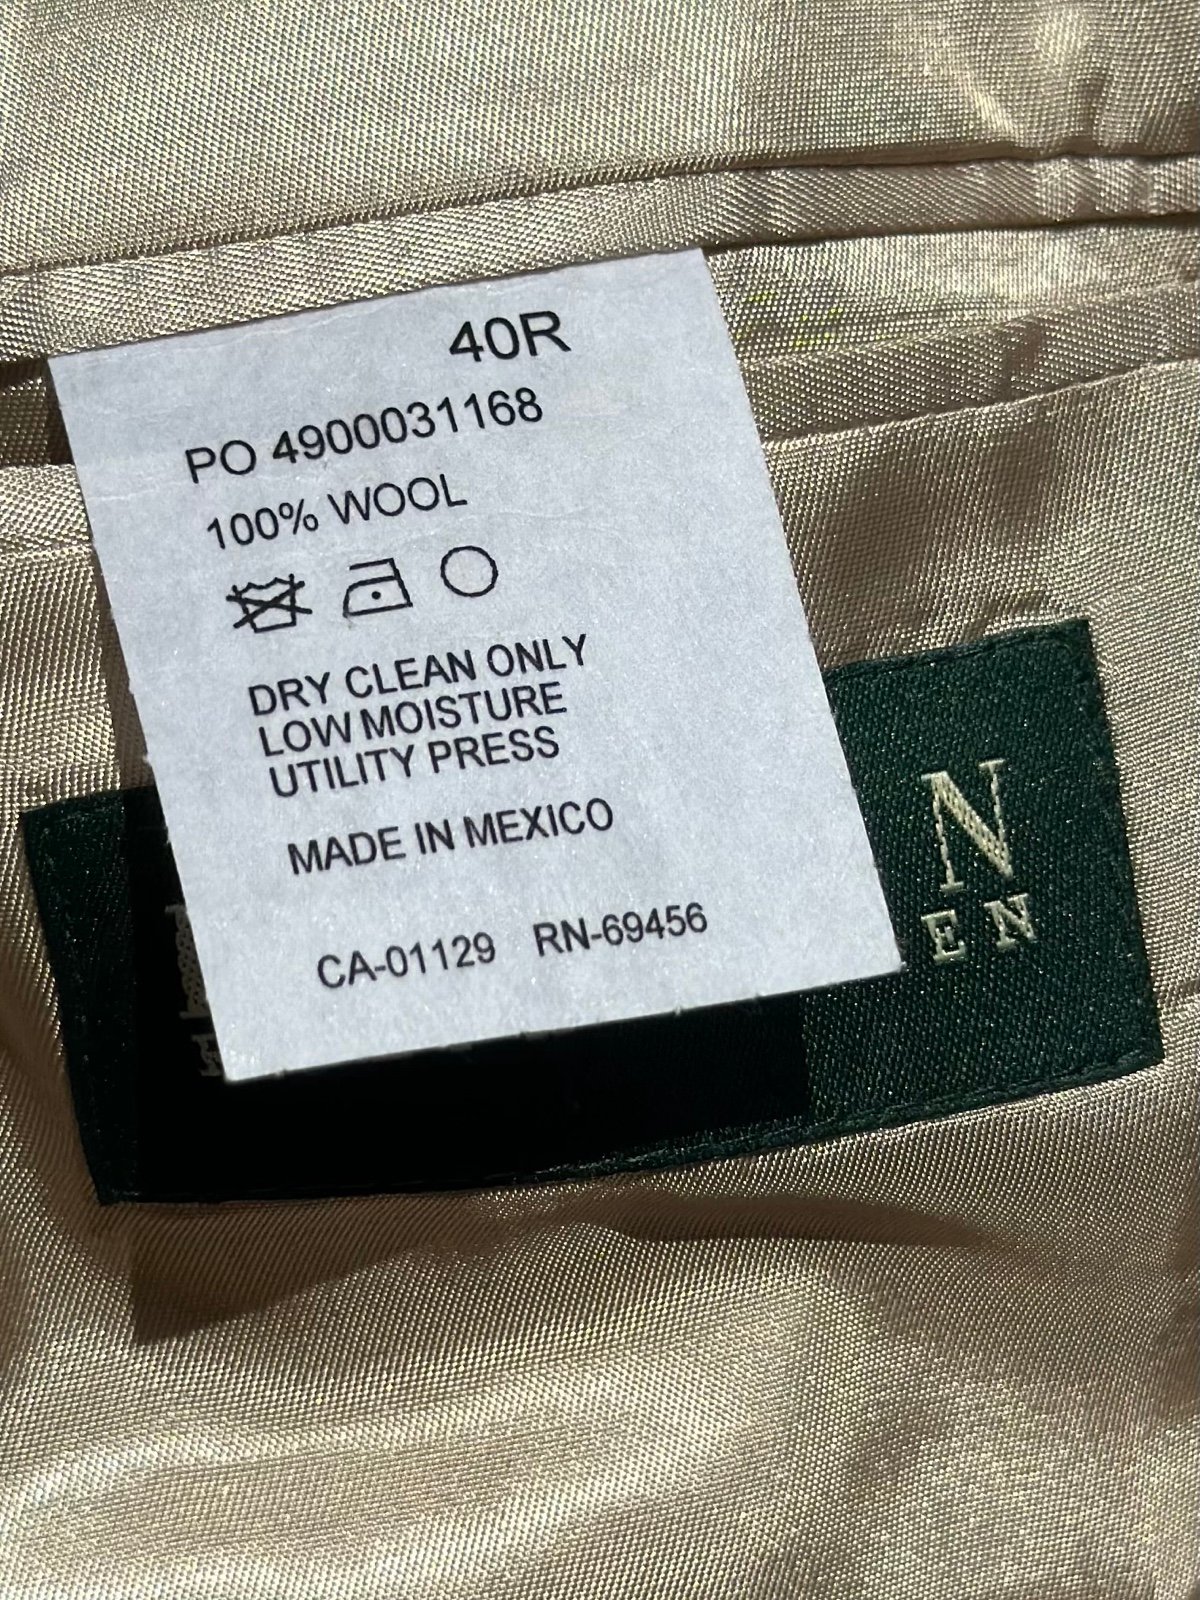 40R
PO 4900031168
100% WOOL
DRY CLEAN ONLY
LOW MOISTURE
UTILITY PRESS
MADE IN MEXICO
CA-01129 RN-69456
N
EN